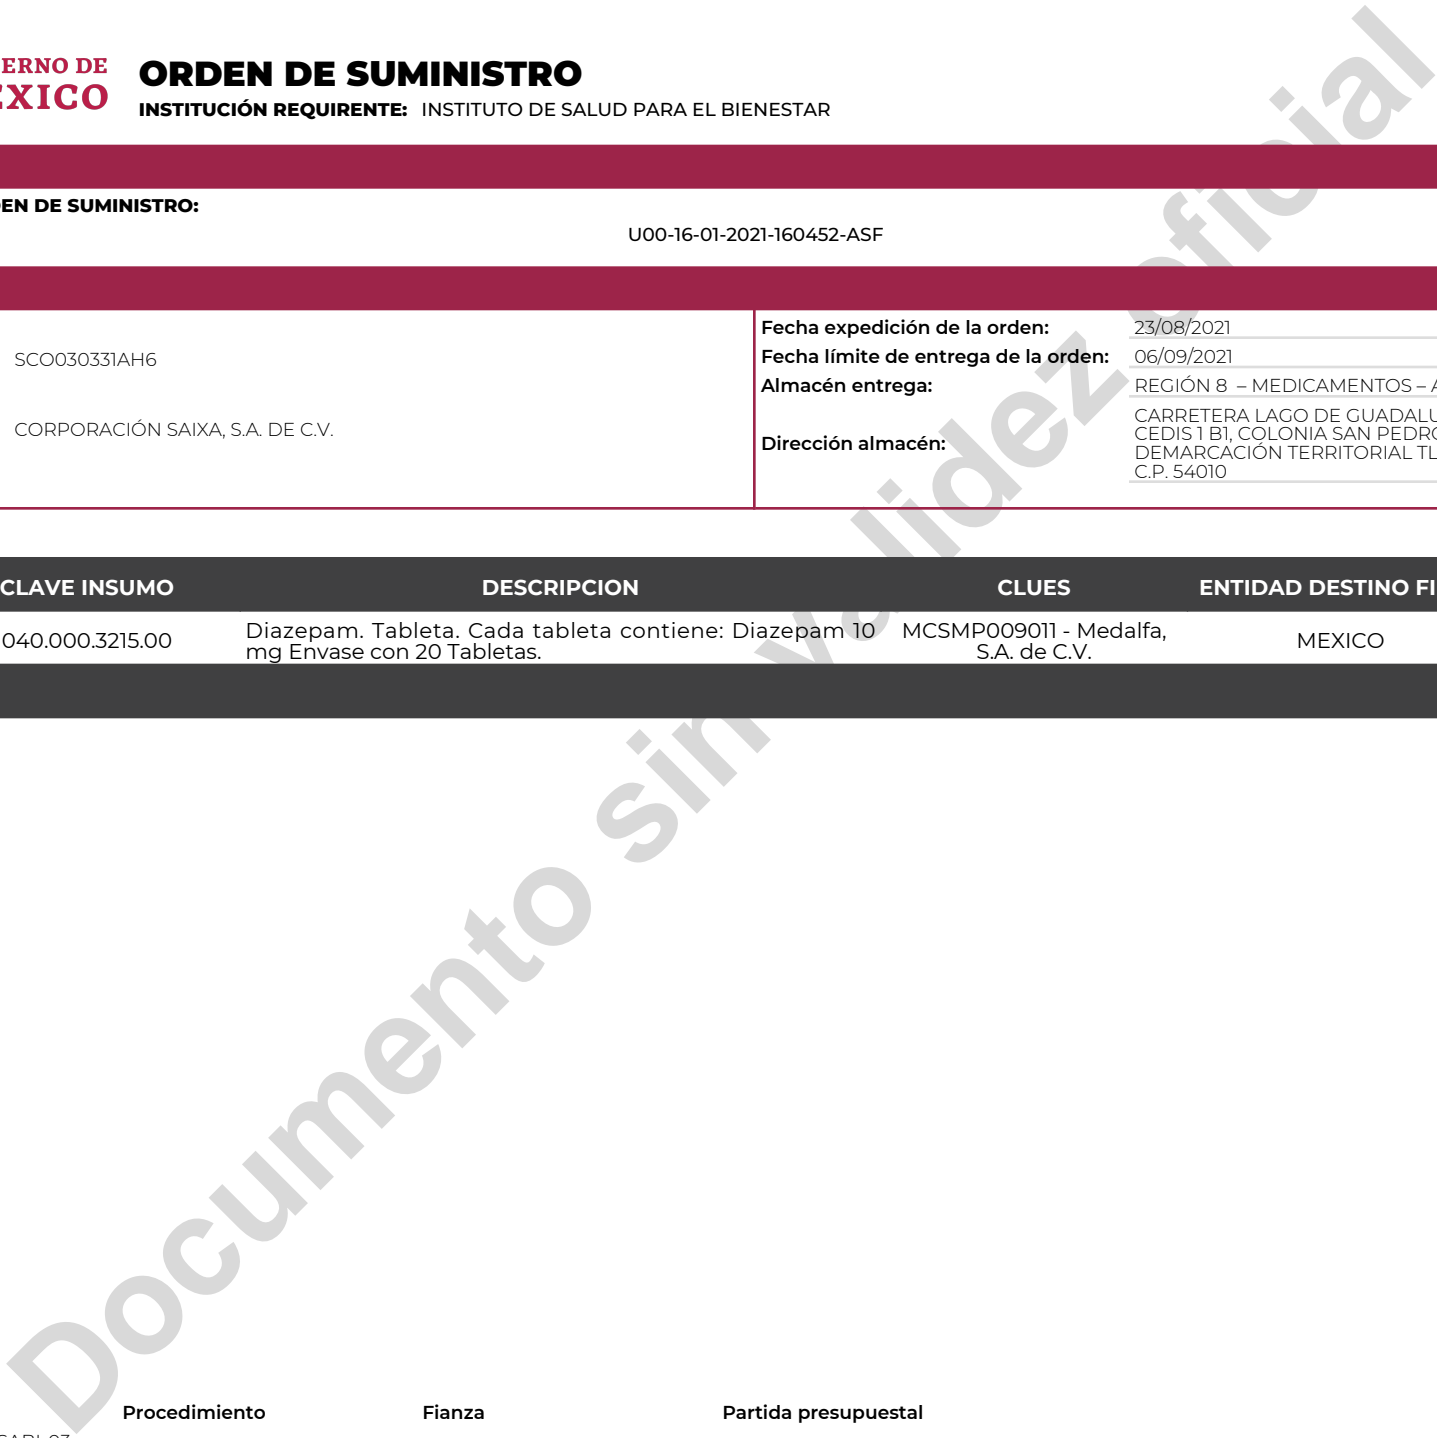 ERNO DE
EXICO
ORDEN DE SUMINISTRO
INSTITUCIÓN REQUIRENTE: INSTITUTO DE SALUD PARA EL BIENESTAR
EN DE SUMINISTRO:
U00-16-01-2021-160452-ASF
SCO030331AH6
CORPORACIÓN SAIXA, S.A. DE C.V.
Fecha expedición de la orden: 23/08/2021
Fecha límite de entrega de la orden: 06/09/2021
Almacén entrega: REGIÓN 8 – MEDICAMENTOS – A
Dirección almacén: CARRETERA LAGO DE GUADALU
CEDIS 1 B1, COLONIA SAN PEDRO
DEMARCACIÓN TERRITORIAL TL
C.P. 54010
CLAVE INSUMO DESCRIPCION CLUES ENTIDAD DESTINO FI
040.000.3215.00 Diazepam. Tableta. Cada tableta contiene: Diazepam 10 MCSMP009011 - Medalfa, MEXICO
mg Envase con 20 Tabletas. S.A. de C.V.
Documento sin validez oficial
Procedimiento Fianza Partida presupuestal